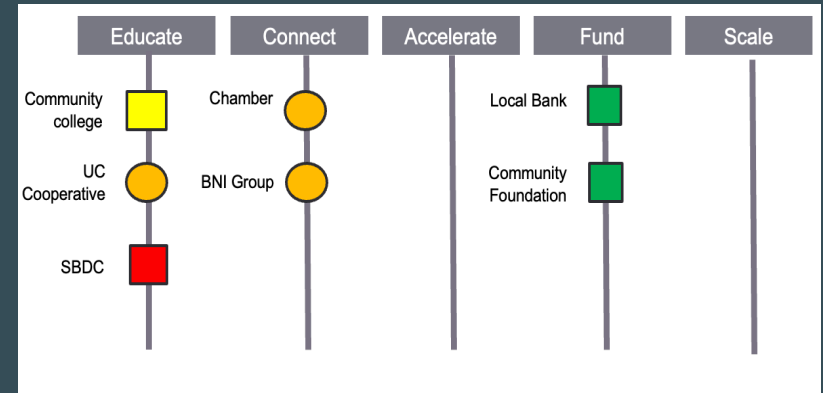 Educate
Connect
Accelerate
Fund
Scale
Community
college
Chamber
Local Bank
UC
Cooperative
BNI Group
Community
Foundation
SBDC